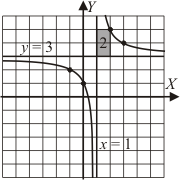 Y
2
y = 3
X
x = 1